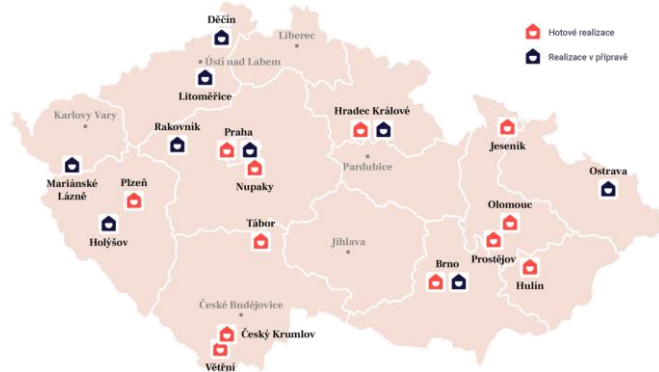 Děčín
Liberec
Hotové realizace
Ústí nad Labem
Realizace v přípravě
Litoměřice
Karlovy Vary
Hradec Králové
Rakovník
Praha
Jeseník
Pardubice
Mariánské
Lázně
Plzeň
Nupaky
Ostrava
Olomouc
Holýšov
Tábor
Jihlava
Prostějov
Brno
Hulín
České Budějovice
Český Krumlov
Větřní